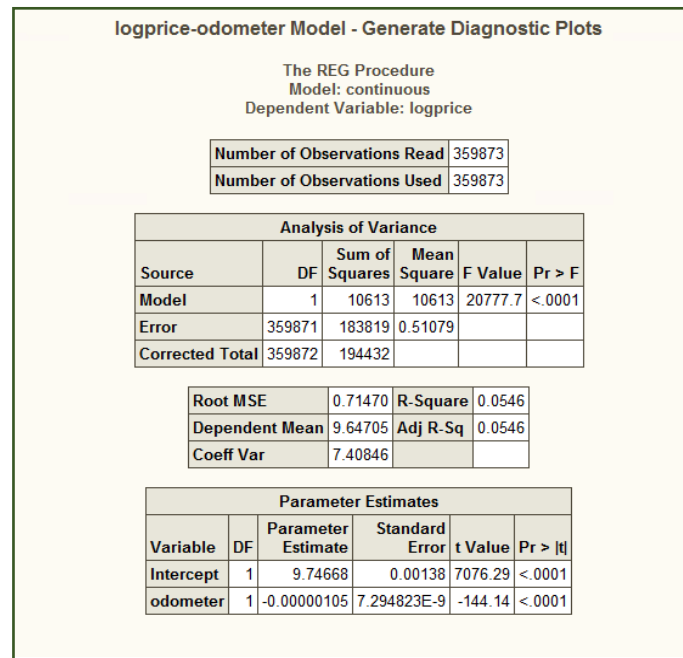 logprice-odometer Model - Generate Diagnostic Plots
The REG Procedure
Model: continuous
Dependent Variable: logprice
Number of Observations Read 359873
Number of Observations Used 359873
Analysis of Variance
Source DF Sum of Squares Mean Square F Value Pr > F
Model 1 10613 10613 20777.7 <.0001
Error 359871 183819 0.51079
Corrected Total 359872 194432
Root MSE 0.71470 R-Square 0.0546
Dependent Mean 9.64705 Adj R-Sq 0.0546
Coeff Var 7.40846
Parameter Estimates
Variable DF Parameter Estimate Standard Error t Value Pr > |t|
Intercept 1 9.74668 0.00138 7076.29 <.0001
odometer 1 -0.00000105 7.294823E-9 -144.14 <.0001